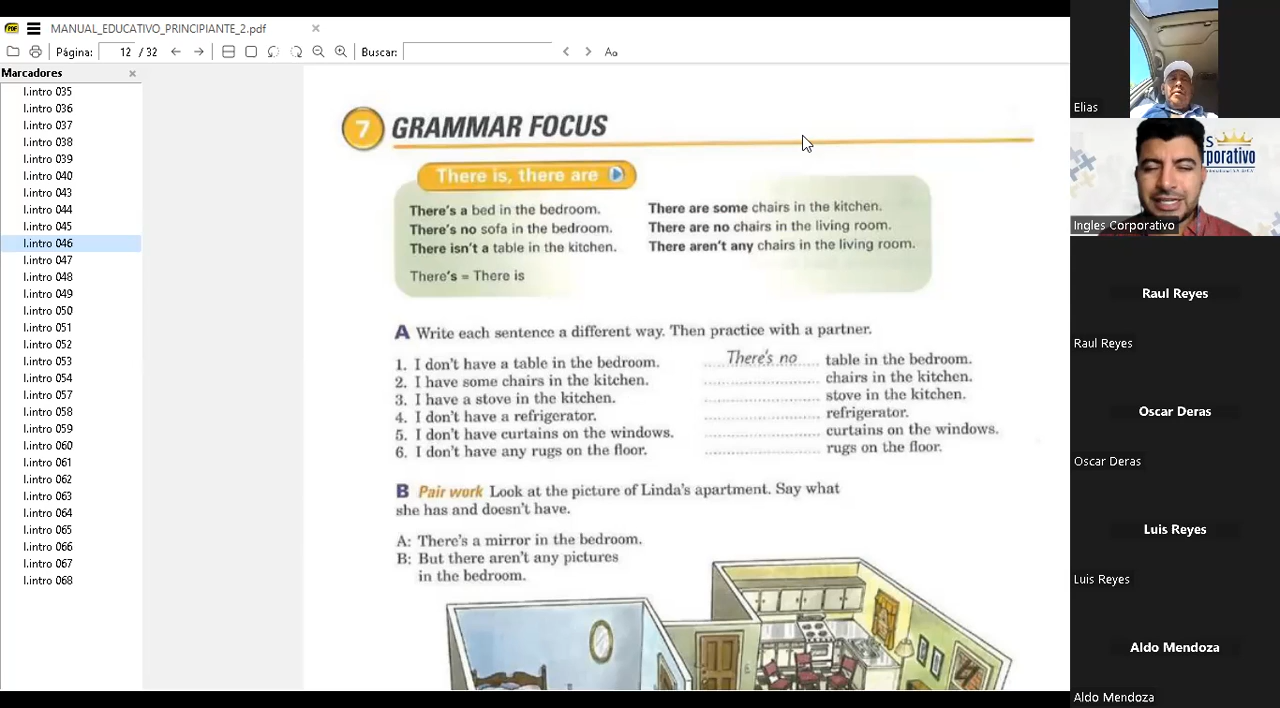 MANUAL_EDUCATIVO_PRINCIPIANTE_2.pdf
Página: 12 / 32 Buscar: Aa
Marcadores
I.intro 035
I.intro 036
I.intro 037
I.intro 038
I.intro 039
I.intro 040
I.intro 043
I.intro 044
I.intro 045
I.intro 046
I.intro 047
I.intro 048
I.intro 049
I.intro 050
I.intro 051
I.intro 052
I.intro 053
I.intro 054
I.intro 057
I.intro 058
I.intro 059
I.intro 060
I.intro 061
I.intro 062
I.intro 063
I.intro 064
I.intro 065
I.intro 066
I.intro 067
I.intro 068
7 GRAMMAR FOCUS
There is, there are
There's a bed in the bedroom.
There's no sofa in the bedroom.
There isn't a table in the kitchen.
There's = There is
There are some chairs in the kitchen.
There are no chairs in the living room.
There aren't any chairs in the living room.
A Write each sentence a different way. Then practice with a partner.
1. I don't have a table in the bedroom. There's no table in the bedroom.
2. I have some chairs in the kitchen. chairs in the kitchen.
3. I have a stove in the kitchen. stove in the kitchen.
4. I don't have a refrigerator. refrigerator.
5. I don't have curtains on the windows. curtains on the windows.
6. I don't have any rugs on the floor. rugs on the floor.
B Pair work Look at the picture of Linda's apartment. Say what
she has and doesn't have.
A: There's a mirror in the bedroom.
B: But there aren't any pictures
in the bedroom.
Elias
Corporativo
Ingles Corporativo
Raul Reyes
Raul Reyes
Oscar Deras
Oscar Deras
Luis Reyes
Luis Reyes
Aldo Mendoza
Aldo Mendoza